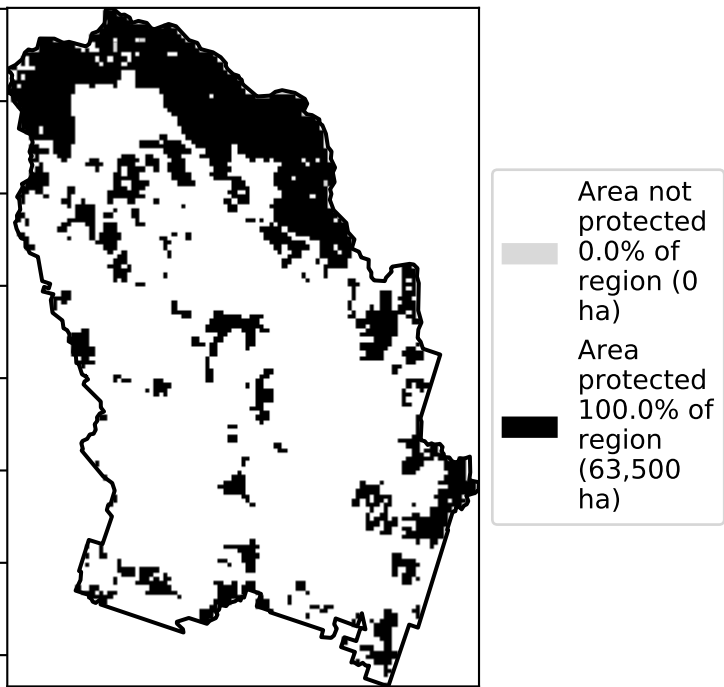 Area not
protected
0.0% of
region (0
ha)
Area
protected
100.0% of
region
(63,500
ha)